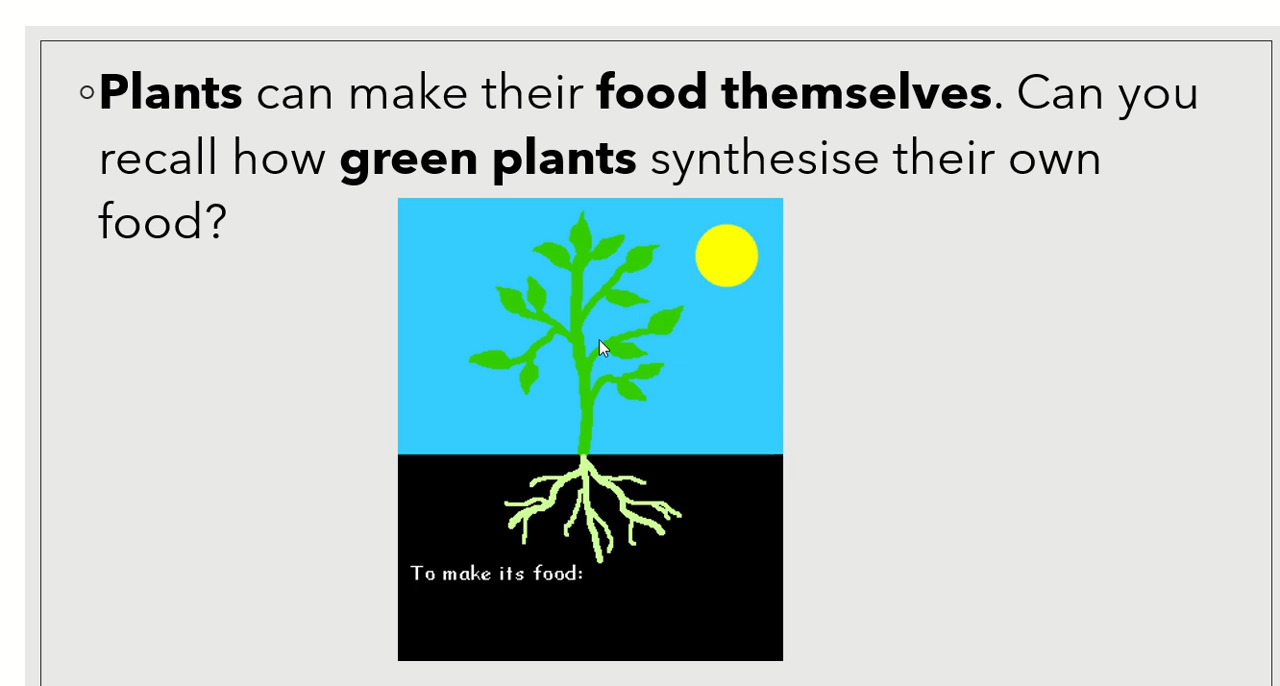 ◦Plants can make their food themselves. Can you
recall how green plants synthesise their own
food?
To make its food: